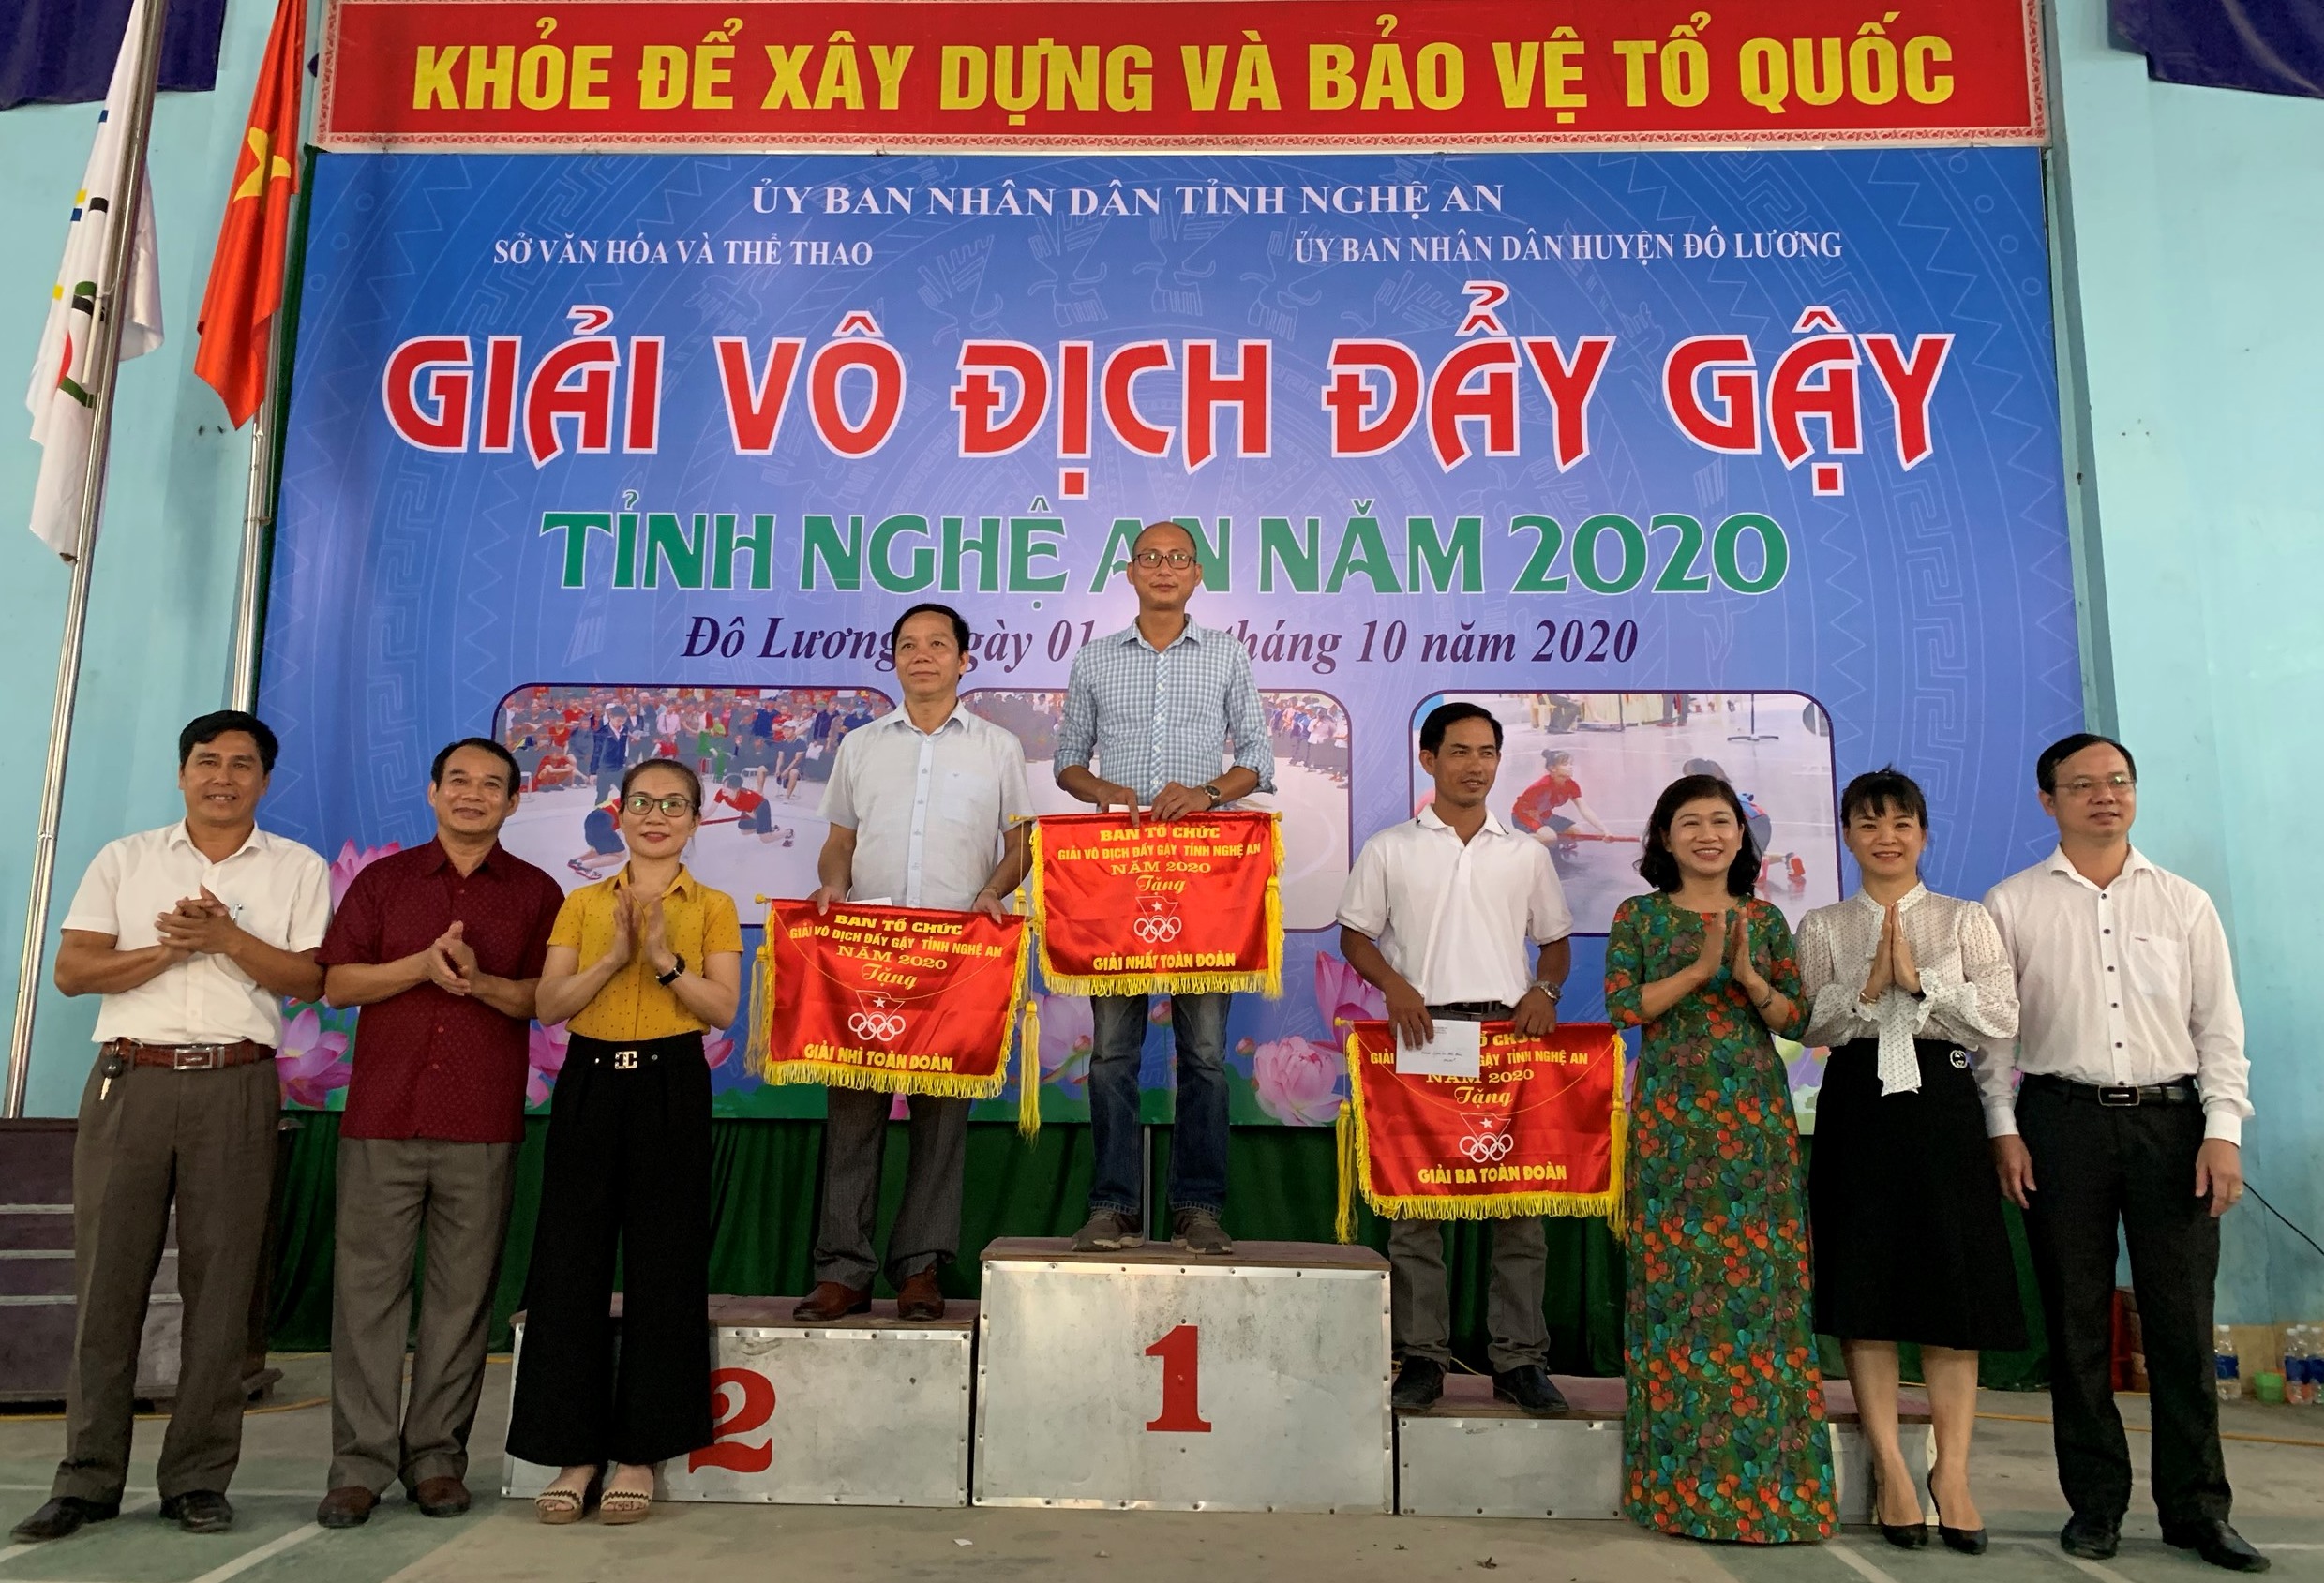 KHỎE ĐỂ XÂY DỰNG VÀ BẢO VỆ TỔ QUỐC
ỦY BAN NHÂN DÂN TỈNH NGHỆ AN
SỞ VĂN HÓA VÀ THỂ THAO
ỦY BAN NHÂN DÂN HUYỆN ĐÔ LƯƠNG
GIẢI VÔ ĐỊCH ĐẨY GẬY
TỈNH NGHỆ AN NĂM 2020
Đô Lương 01 tháng 10 năm 2020
BAN TỔ CHỨC
GIẢI VÔ ĐỊCH ĐẨY GẬY TỈNH NGHỆ AN
NĂM 2020
Tặng
GIẢI NHÌ TOÀN ĐOÀN
BAN TỔ CHỨC
GIẢI VÔ ĐỊCH ĐẨY GẬY TỈNH NGHỆ AN
NĂM 2020
Tặng
GIẢI NHẤT TOÀN ĐOÀN
CHỨC
GIẢI GẬY TỈNH NGHỆ AN
NĂM 2020
Tặng
GIẢI BA TOÀN ĐOÀN
2
1